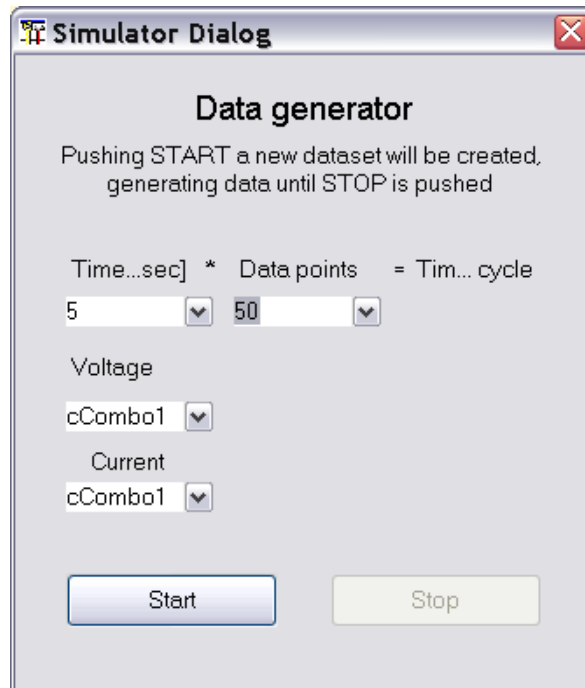 Simulator Dialog
Data generator
Pushing START a new dataset will be created,
generating data until STOP is pushed
Time...sec] * Data points = Tim... cycle
5 50
Voltage
cCombo1
Current
cCombo1
Start Stop